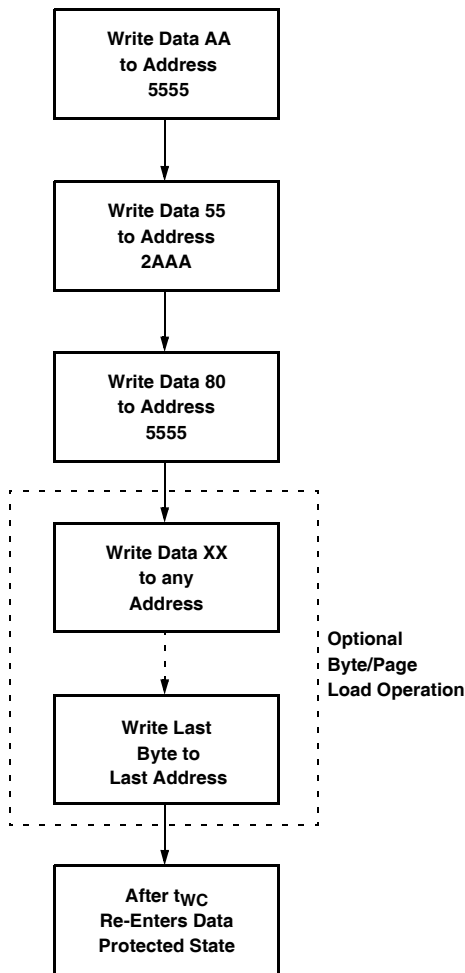 Write Data AA
to Address
5555
Write Data 55
to Address
2AAA
Write Data 80
to Address
5555
Write Data XX
to any
Address
Optional
Byte/Page
Load Operation
Write Last
Byte to
Last Address
After tWC
Re-Enters Data
Protected State